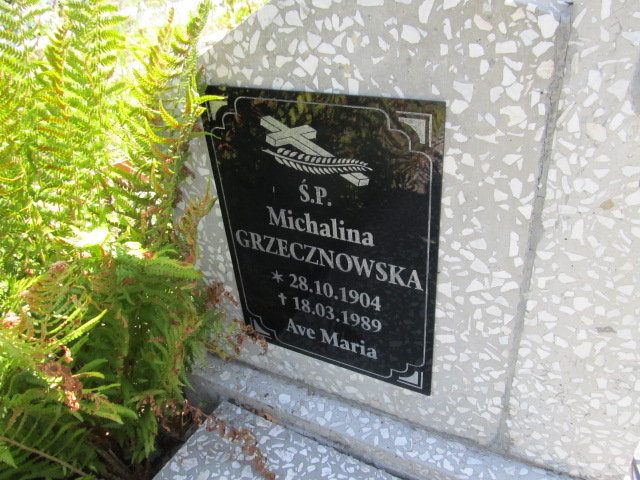 Ś.P.
Michalina
GRZECZNOWSKA
* 28.10.1904
† 18.03.1989
Ave Maria